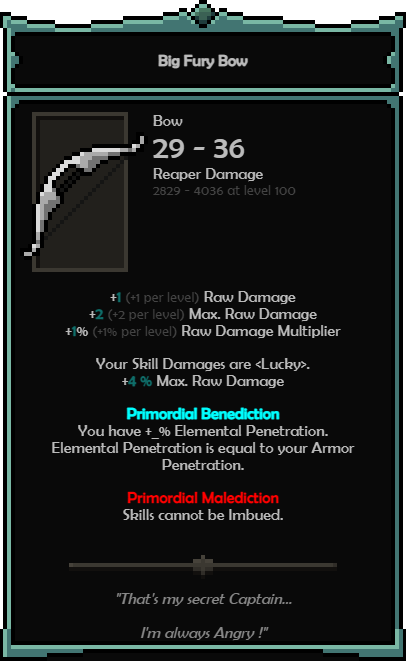 Big Fury Bow
Bow
29 - 36
Reaper Damage
2829 - 4036 at level 100
+1 (+1 per level) Raw Damage
+2 (+2 per level) Max. Raw Damage
+1% (+1% per level) Raw Damage Multiplier
Your Skill Damages are <Lucky>.
+4 % Max. Raw Damage
Primordial Benediction
You have +_% Elemental Penetration.
Elemental Penetration is equal to your Armor
Penetration.
Primordial Malediction
Skills cannot be Imbued.
"That's my secret Captain...
I'm always Angry !"